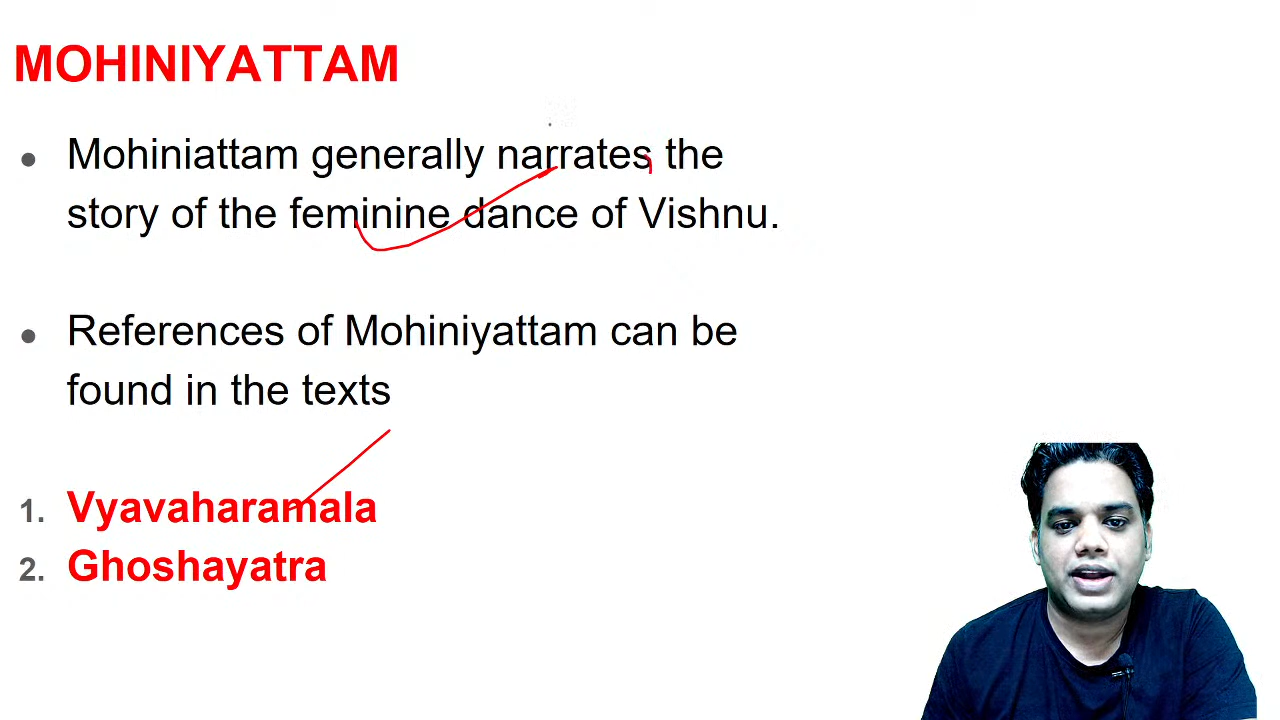 MOHINIYATTAM
● Mohiniattam generally narrates the
story of the feminine dance of Vishnu.
● References of Mohiniyattam can be
found in the texts
1. Vyavaharamala
2. Ghoshayatra